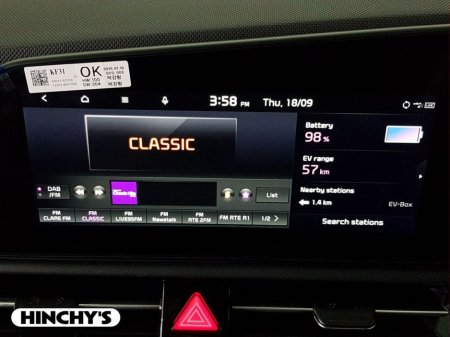 KF31
OK
3:58 PM
Thu, 18/09
CLASSIC
Battery
98 %
EV range
57 km
Nearby stations
1.4 km
EV-Box
Search stations
DAB
/FM
List
FM
CLARE FM
FM
CLASSIC
FM
LIVE95FM
FM
Newstalk
FM
RTE 2FM
FM RTE R1
1/2
HINCHY'S